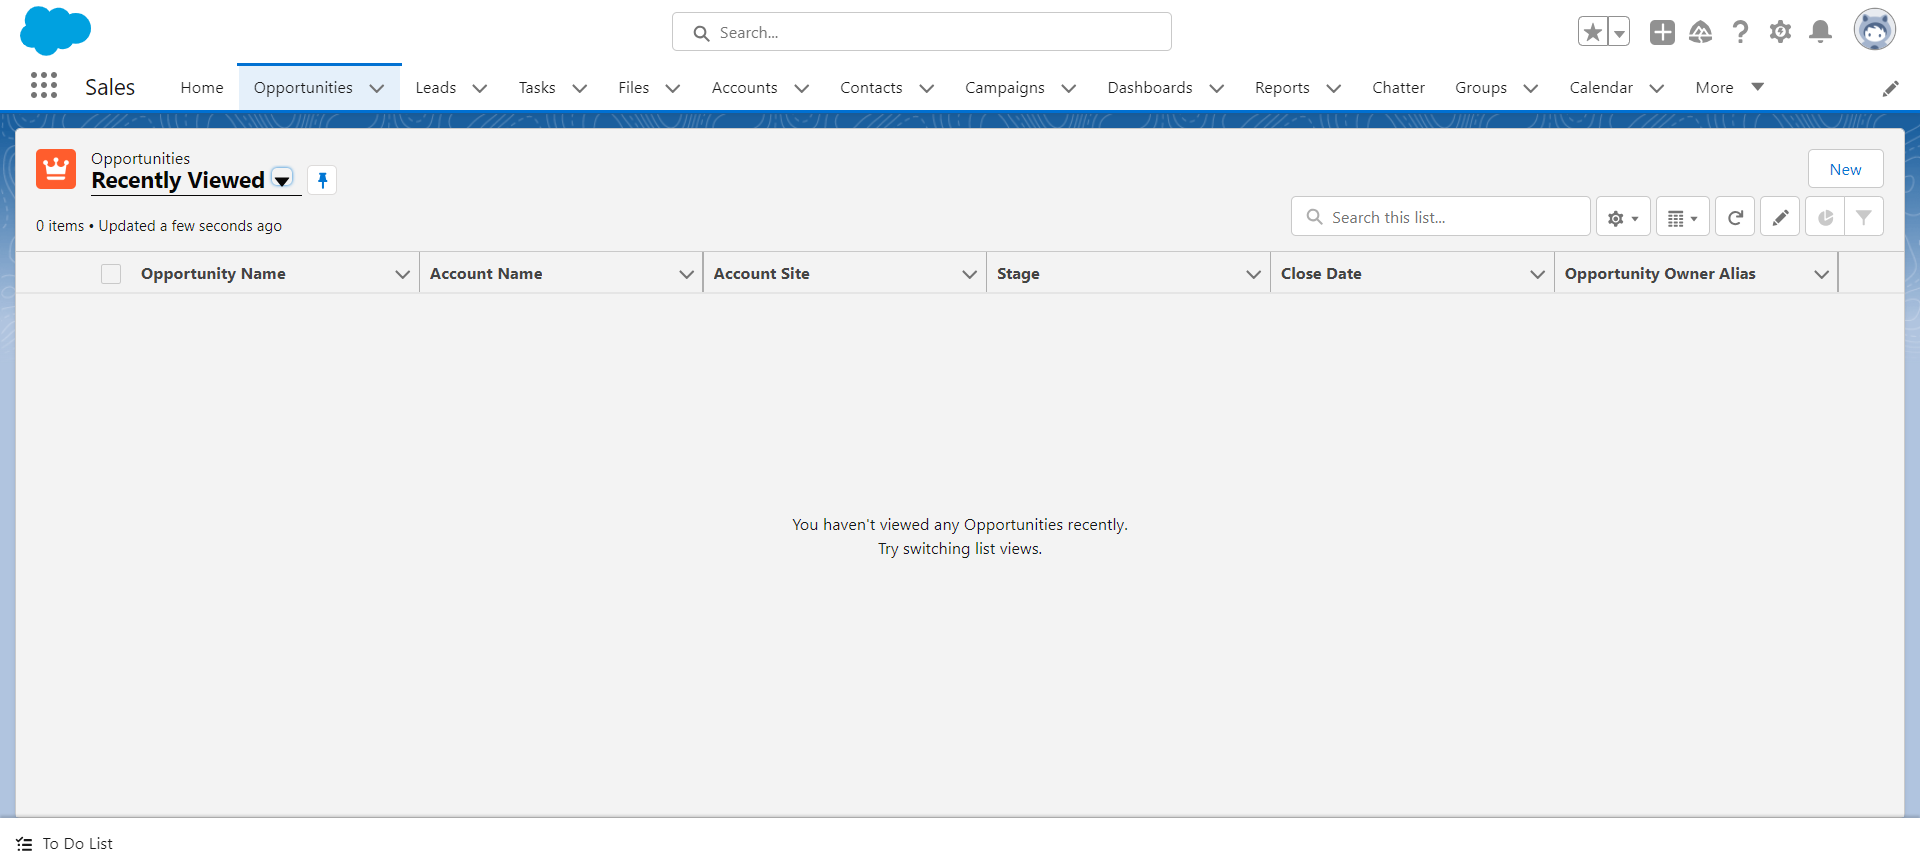 Search...
Sales
Home
Opportunities
Leads
Tasks
Files
Accounts
Contacts
Campaigns
Dashboards
Reports
Chatter
Groups
Calendar
More
Opportunities
Recently Viewed
New
0 items • Updated a few seconds ago
Search this list...
Opportunity Name
Account Name
Account Site
Stage
Close Date
Opportunity Owner Alias
You haven't viewed any Opportunities recently.
Try switching list views.
To Do List